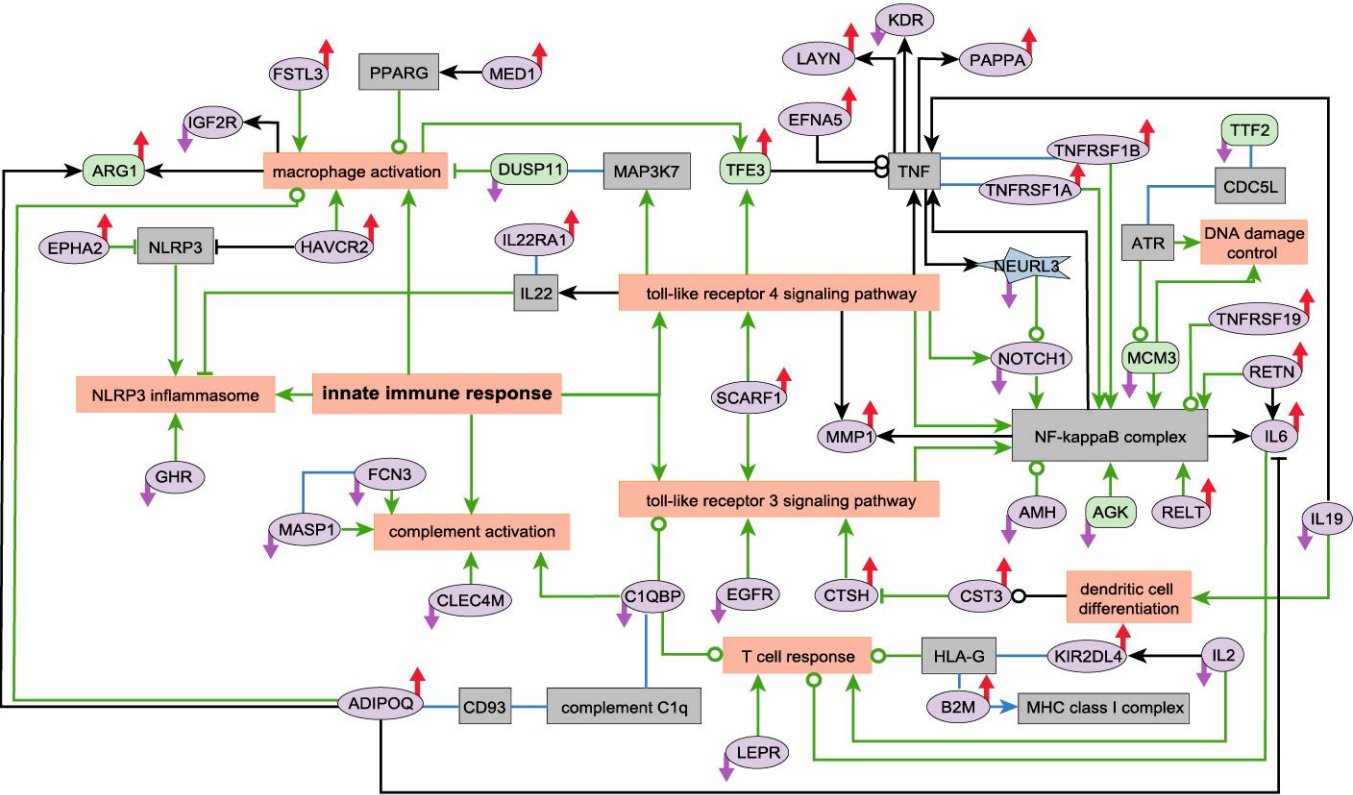 KDR
LAYN
PAPPA
FSTL3
PPARG
MED1
IGF2R
EFNA5
TTF2
TNFRSF1B
ARG1
macrophage activation
DUSP11
MAP3K7
TFE3
TNF
TNFRSF1A
CDC5L
EPHA2
NLRP3
HAVCR2
IL22RA1
ATR
DNA damage
control
NEURL3
IL22
toll-like receptor 4 signaling pathway
TNFRSF19
NOTCH1
MCM3
RETN
NLRP3 inflammasome
innate immune response
SCARF1
MMP1
NF-kappaB complex
IL6
GHR
FCN3
toll-like receptor 3 signaling pathway
MASP1
complement activation
AMH
AGK
RELT
IL19
CLEC4M
C1QBP
EGFR
CTSH
CST3
dendritic cell
differentiation
T cell response
HLA-G
KIR2DL4
IL2
ADIPOQ
CD93
complement C1q
B2M
MHC class I complex
LEPR